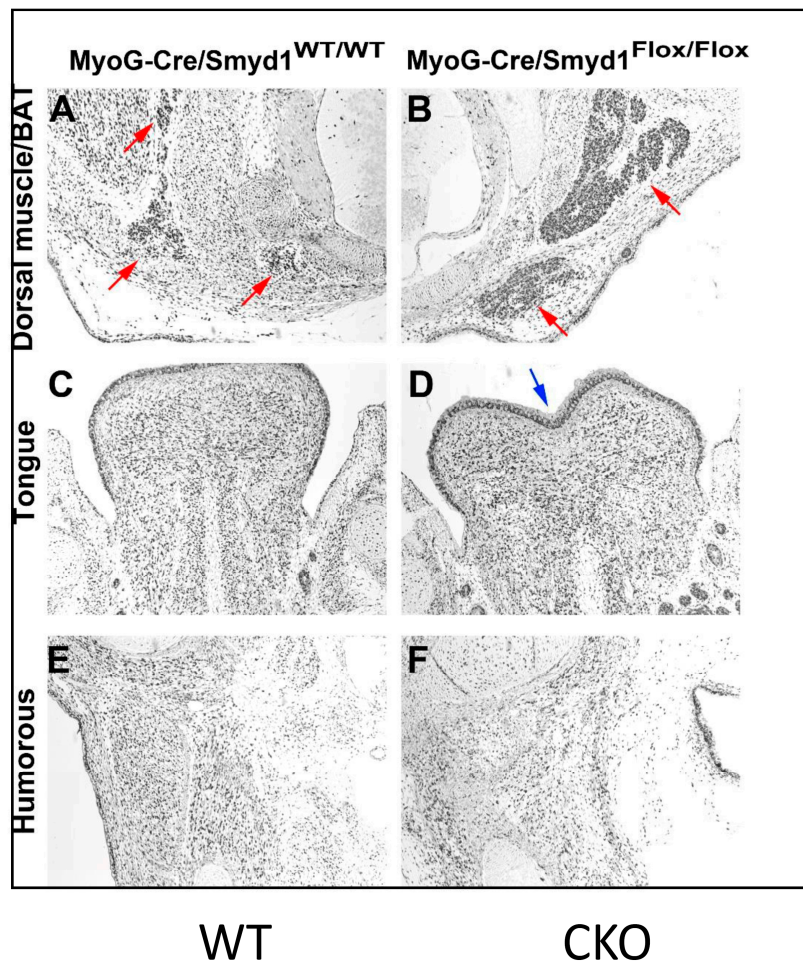 MyoG-Cre/Smyd1WT/WT MyoG-Cre/Smyd1Flox/Flox
Dorsal muscle/BAT
A
B
Tongue
C
D
Humorous
E
F
WT CKO